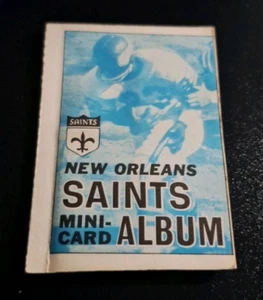 SAINTS
NEW ORLEANS
SAINTS
MINI-
CARD ALBUM